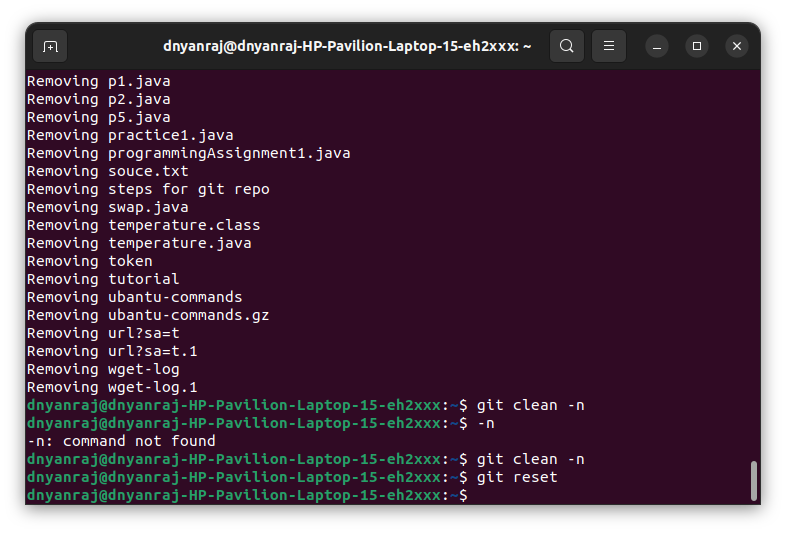 dnyanraj@dnyanraj-HP-Pavilion-Laptop-15-eh2xxx: ~
Removing p1.java
Removing p2.java
Removing p5.java
Removing practice1.java
Removing programmingAssignment1.java
Removing souce.txt
Removing steps for git repo
Removing swap.java
Removing temperature.class
Removing temperature.java
Removing token
Removing tutorial
Removing ubantu-commands
Removing ubantu-commands.gz
Removing url?sa=t
Removing url?sa=t.1
Removing wget-log
Removing wget-log.1
dnyanraj@dnyanraj-HP-Pavilion-Laptop-15-eh2xxx:~$ git clean -n
dnyanraj@dnyanraj-HP-Pavilion-Laptop-15-eh2xxx:~$ -n
-n: command not found
dnyanraj@dnyanraj-HP-Pavilion-Laptop-15-eh2xxx:~$ git clean -n
dnyanraj@dnyanraj-HP-Pavilion-Laptop-15-eh2xxx:~$ git reset
dnyanraj@dnyanraj-HP-Pavilion-Laptop-15-eh2xxx:~$